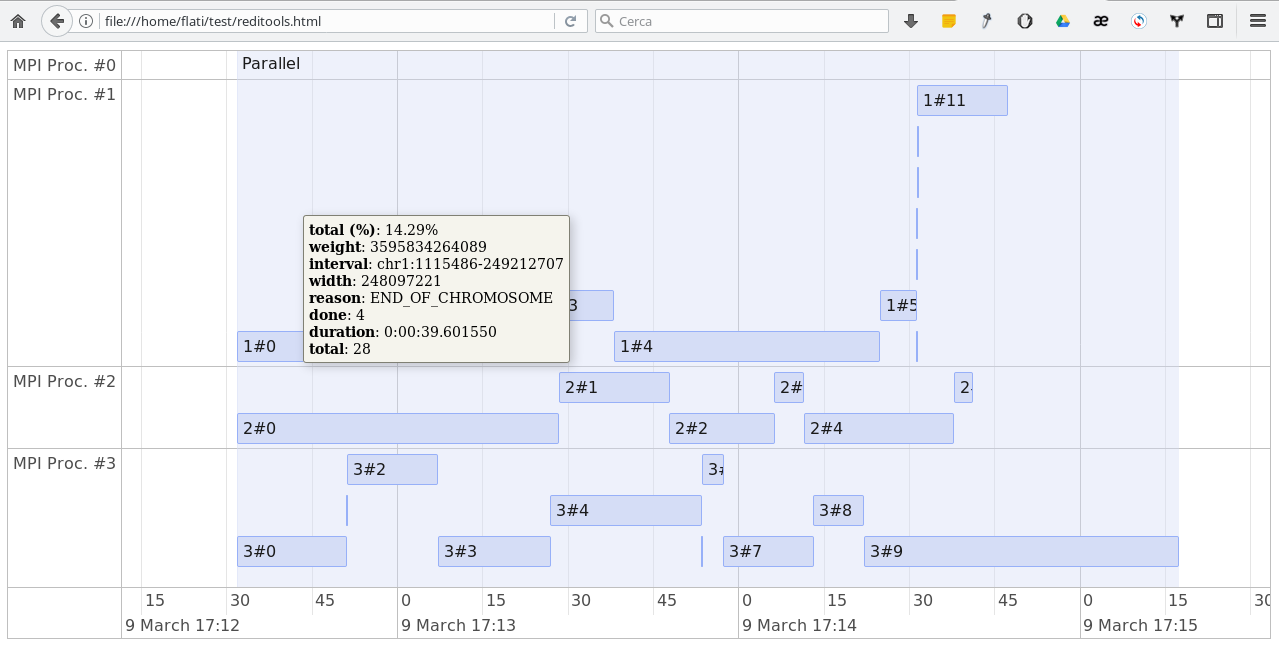 file:///home/flati/test/reditools.html
Cerca
MPI Proc. #0
Parallel
MPI Proc. #1
1#11
total (%): 14.29%
weight: 3595834264089
interval: chr1:1115486-249212707
width: 248097221
reason: END_OF_CHROMOSOME
done: 4
duration: 0:00:39.601550
total: 28
3
1#5
1#0
1#4
MPI Proc. #2
2#1
2#
2
2#0
2#2
2#4
MPI Proc. #3
3#2
3#
3#4
3#8
3#0
3#3
3#7
3#9
15 30 45 0 15 30 45 0 15 30 45 0 15 30
9 March 17:12 9 March 17:13 9 March 17:14 9 March 17:15